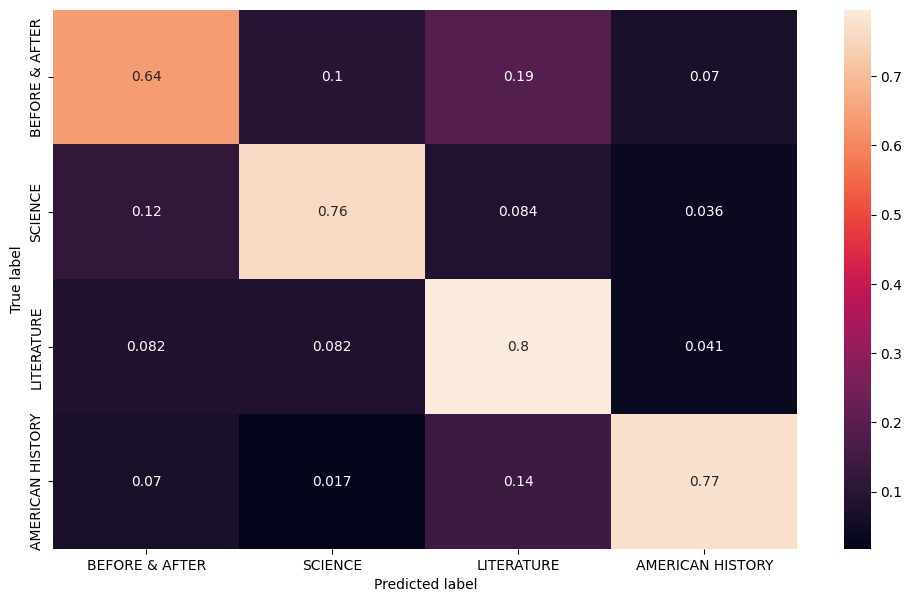 BEFORE & AFTER
0.64 0.1 0.19 0.07
SCIENCE
0.12 0.76 0.084 0.036
LITERATURE
0.082 0.082 0.8 0.041
AMERICAN HISTORY
0.07 0.017 0.14 0.77
True label
BEFORE & AFTER SCIENCE LITERATURE AMERICAN HISTORY
Predicted label
0.7
0.6
0.5
0.4
0.3
0.2
0.1